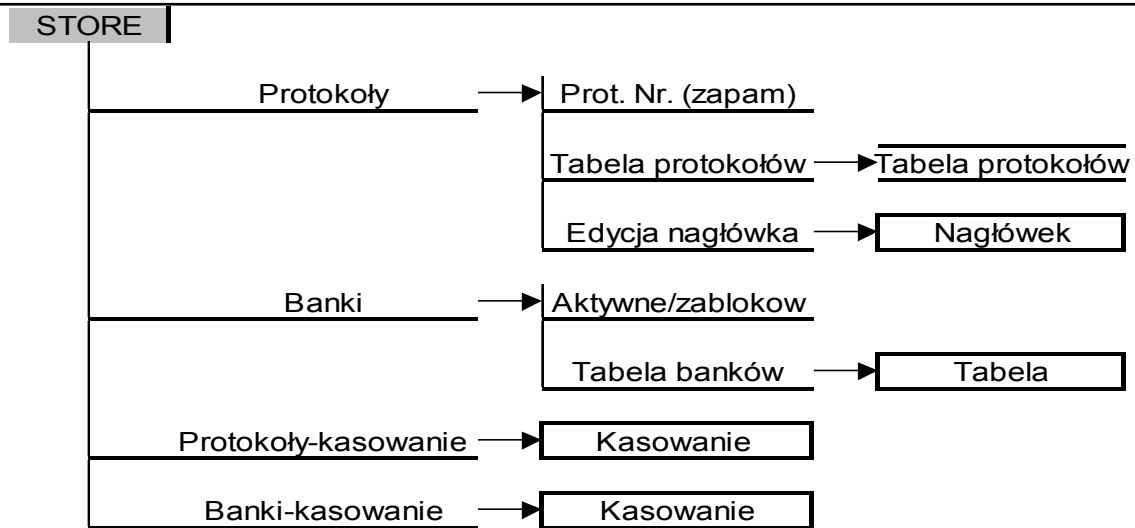 STORE
Protokoły Prot. Nr. (zapam)
Tabela protokołów Tabela protokołów
Edycja nagłówka Nagłówek
Banki Aktywne/zablokow
Tabela banków Tabela
Protokoły-kasowanie Kasowanie
Banki-kasowanie Kasowanie